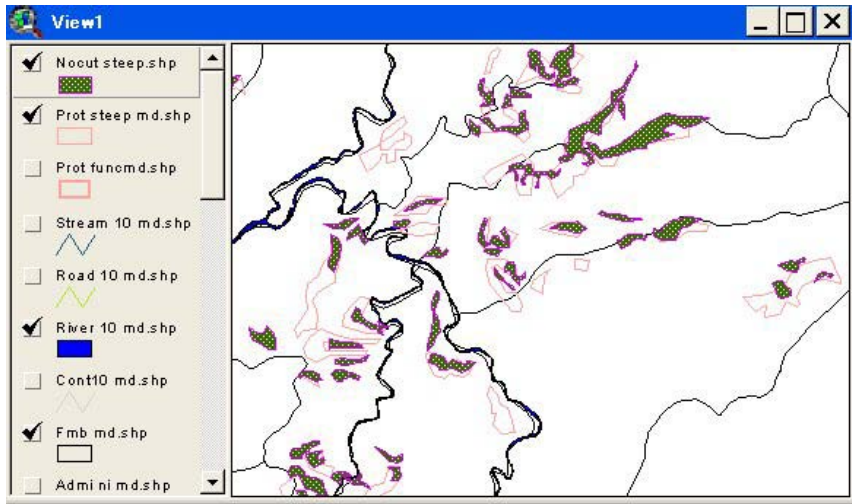 View1
Nocut steep.shp
Prot steep md.shp
Prot funcmd.shp
Stream 10 md.shp
Road 10 md.shp
River 10 md.shp
Cont10 md.shp
Fmb md.shp
Admini md.shp